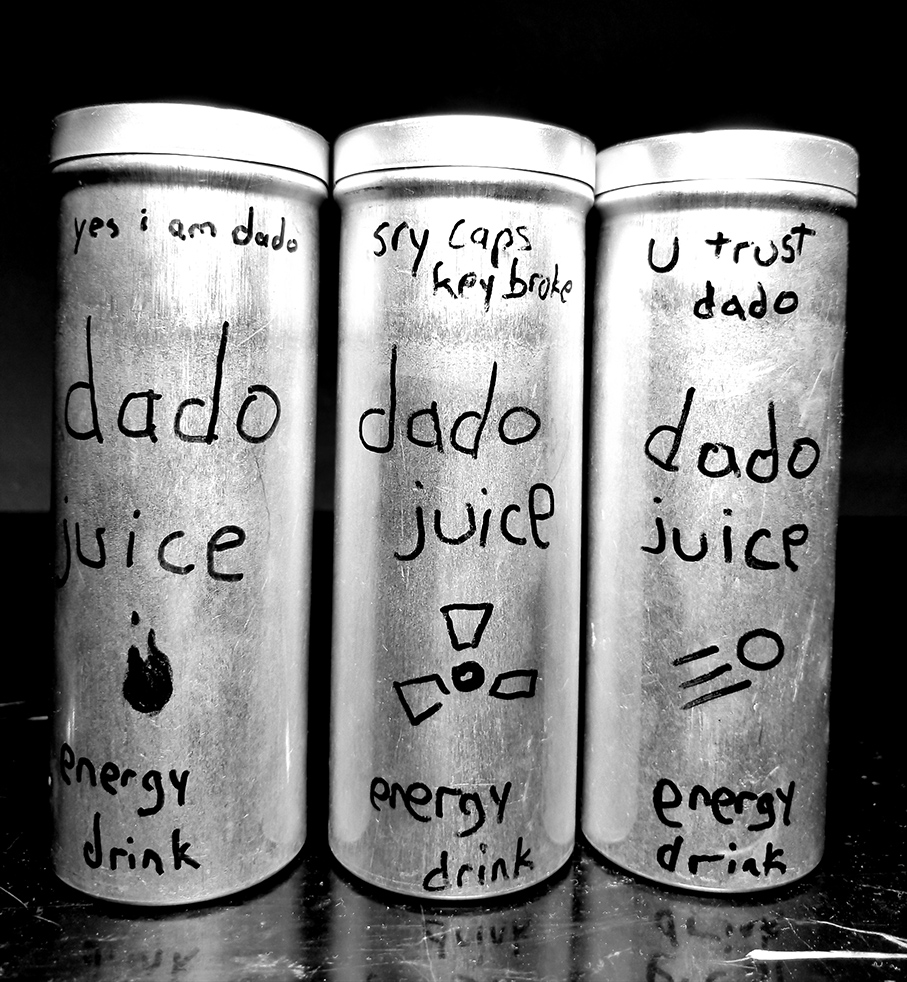 yes i am dado
dado
juice
energy
drink
sry caps
key broke
dado
juice
energy
drink
u trust
dado
dado
juice
energy
drink